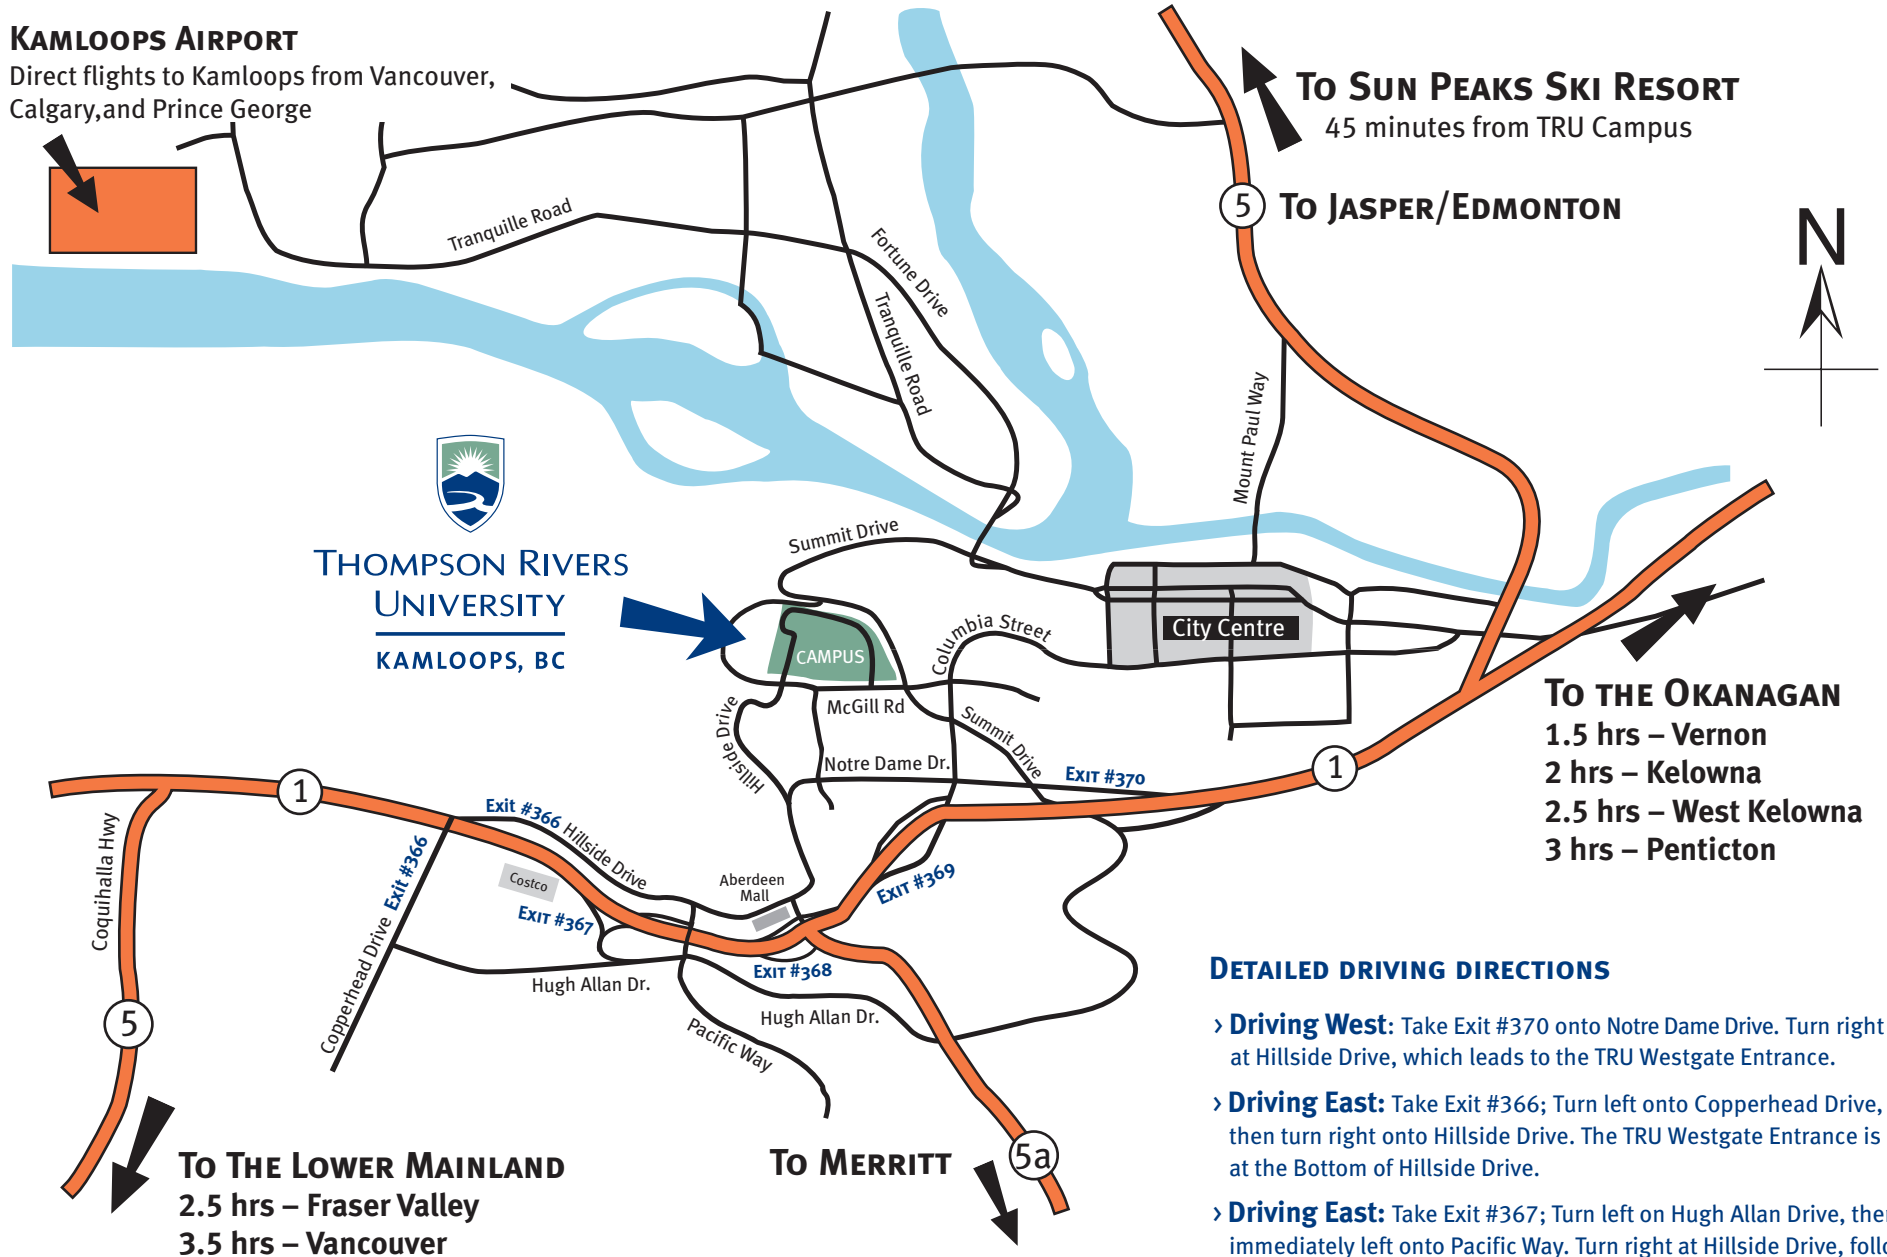 KAMLOOPS AIRPORT
Direct flights to Kamloops from Vancouver,
Calgary,and Prince George
TO SUN PEAKS SKI RESORT
45 minutes from TRU Campus
5
TO JASPER/EDMONTON
N
Tranquille Road
Fortune Drive
Tranquille Road
Mount Paul Way
THOMPSON RIVERS
UNIVERSITY
KAMLOOPS, BC
Summit Drive
CAMPUS
Columbia Street
City Centre
McGill Rd
Hillside Drive
Summit Drive
Notre Dame Dr.
EXIT #370
1
TO THE OKANAGAN
1.5 hrs – Vernon
2 hrs – Kelowna
2.5 hrs – West Kelowna
3 hrs – Penticton
1
Coquihalla Hwy
Exit #366
Hillside Drive
Exit #366
Copperhead Drive
Costco
EXIT #367
Aberdeen
Mall
EXIT #369
EXIT #368
Hugh Allan Dr.
Hugh Allan Dr.
Pacific Way
5
TO THE LOWER MAINLAND
2.5 hrs – Fraser Valley
3.5 hrs – Vancouver
TO MERRITT
5a
DETAILED DRIVING DIRECTIONS
› Driving West: Take Exit #370 onto Notre Dame Drive. Turn right
at Hillside Drive, which leads to the TRU Westgate Entrance.
› Driving East: Take Exit #366; Turn left onto Copperhead Drive,
then turn right onto Hillside Drive. The TRU Westgate Entrance is
at the Bottom of Hillside Drive.
› Driving East: Take Exit #367; Turn left on Hugh Allan Drive, then
immediately left onto Pacific Way. Turn right at Hillside Drive,